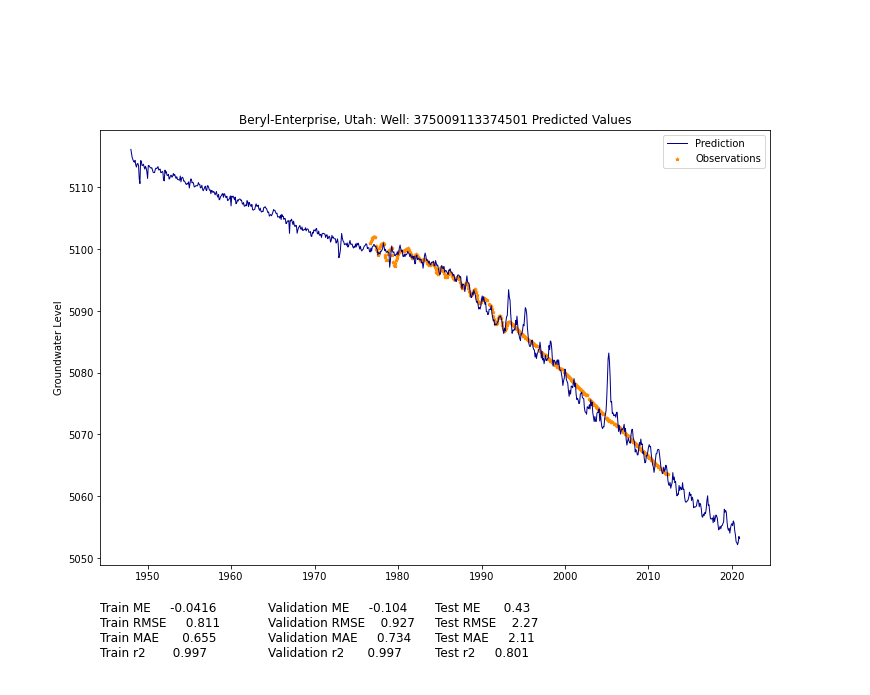 Beryl-Enterprise, Utah: Well: 375009113374501 Predicted Values
Prediction
Observations
Groundwater Level
5110
5100
5090
5080
5070
5060
5050
1950 1960 1970 1980 1990 2000 2010 2020
Train ME -0.0416 Validation ME -0.104 Test ME 0.43
Train RMSE 0.811 Validation RMSE 0.927 Test RMSE 2.27
Train MAE 0.655 Validation MAE 0.734 Test MAE 2.11
Train r2 0.997 Validation r2 0.997 Test r2 0.801